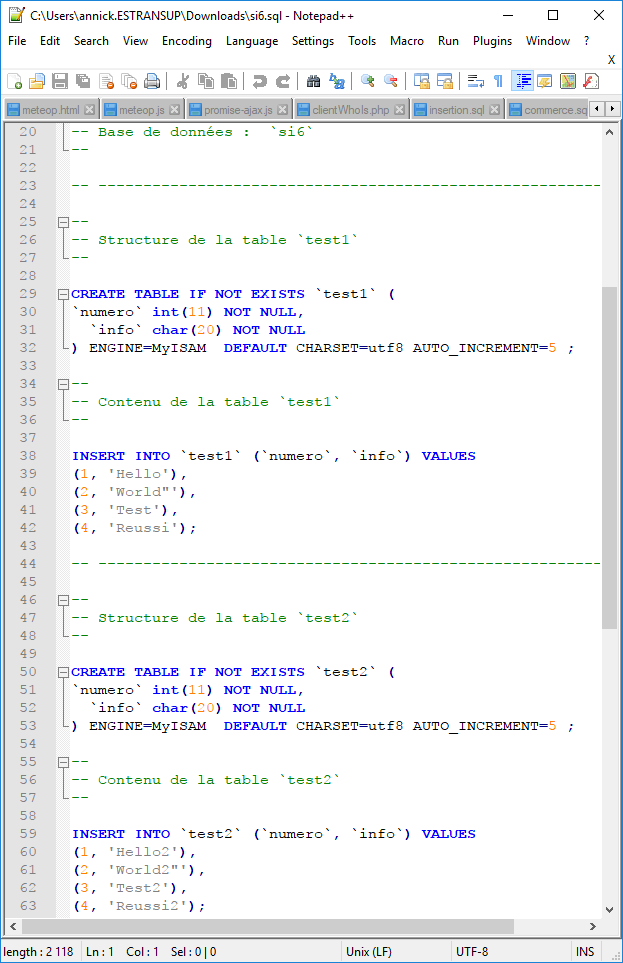 C:\Users\annick.ESTRANSUP\Downloads\si6.sql - Notepad++
File Edit Search View Encoding Language Settings Tools Macro Run Plugins Window ?
X
meteop.html meteop.js promise-ajax.js clientWhoIs.php insertion.sql commerce.sq
20 -- Base de données :  `si6`
21 --
22
23 -- --------------------------------------------------------
24
25 --
26 -- Structure de la table `test1`
27 --
28
29 CREATE TABLE IF NOT EXISTS `test1` (
30 `numero` int(11) NOT NULL,
31   `info` char(20) NOT NULL
32 ) ENGINE=MyISAM  DEFAULT CHARSET=utf8 AUTO_INCREMENT=5 ;
33
34 --
35 -- Contenu de la table `test1`
36 --
37
38 INSERT INTO `test1` (`numero`, `info`) VALUES
39 (1, 'Hello'),
40 (2, 'World"'),
41 (3, 'Test'),
42 (4, 'Reussi');
43
44 -- --------------------------------------------------------
45
46 --
47 -- Structure de la table `test2`
48 --
49
50 CREATE TABLE IF NOT EXISTS `test2` (
51 `numero` int(11) NOT NULL,
52   `info` char(20) NOT NULL
53 ) ENGINE=MyISAM  DEFAULT CHARSET=utf8 AUTO_INCREMENT=5 ;
54
55 --
56 -- Contenu de la table `test2`
57 --
58
59 INSERT INTO `test2` (`numero`, `info`) VALUES
60 (1, 'Hello2'),
61 (2, 'World2"'),
62 (3, 'Test2'),
63 (4, 'Reussi2');
length : 2 118 Ln : 1 Col : 1 Sel : 0 | 0 Unix (LF) UTF-8 INS